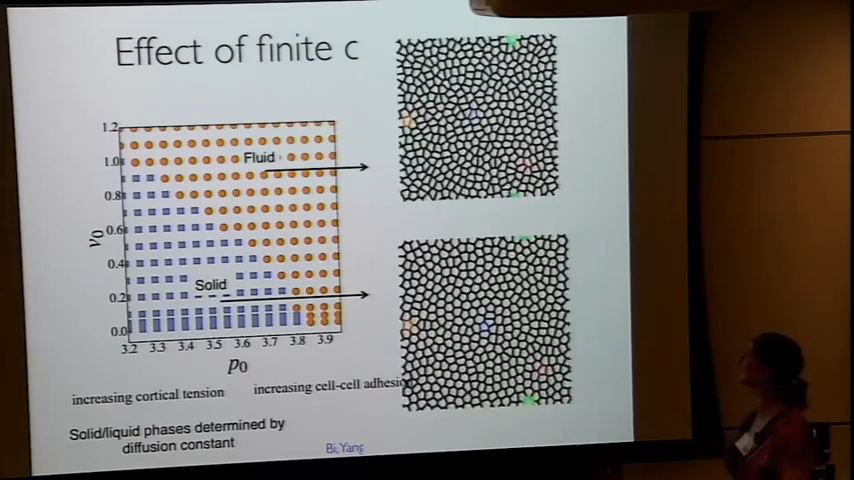 Effect of finite c
1.2
1.0
0.8
0.6
0.4
0.2
0.0
v0
Fluid
Solid
3.2 3.3 3.4 3.5 3.6 3.7 3.8 3.9
p0
increasing cortical tension
increasing cell-cell adhesio
Solid/liquid phases determined by
diffusion constant
Bi, Yang